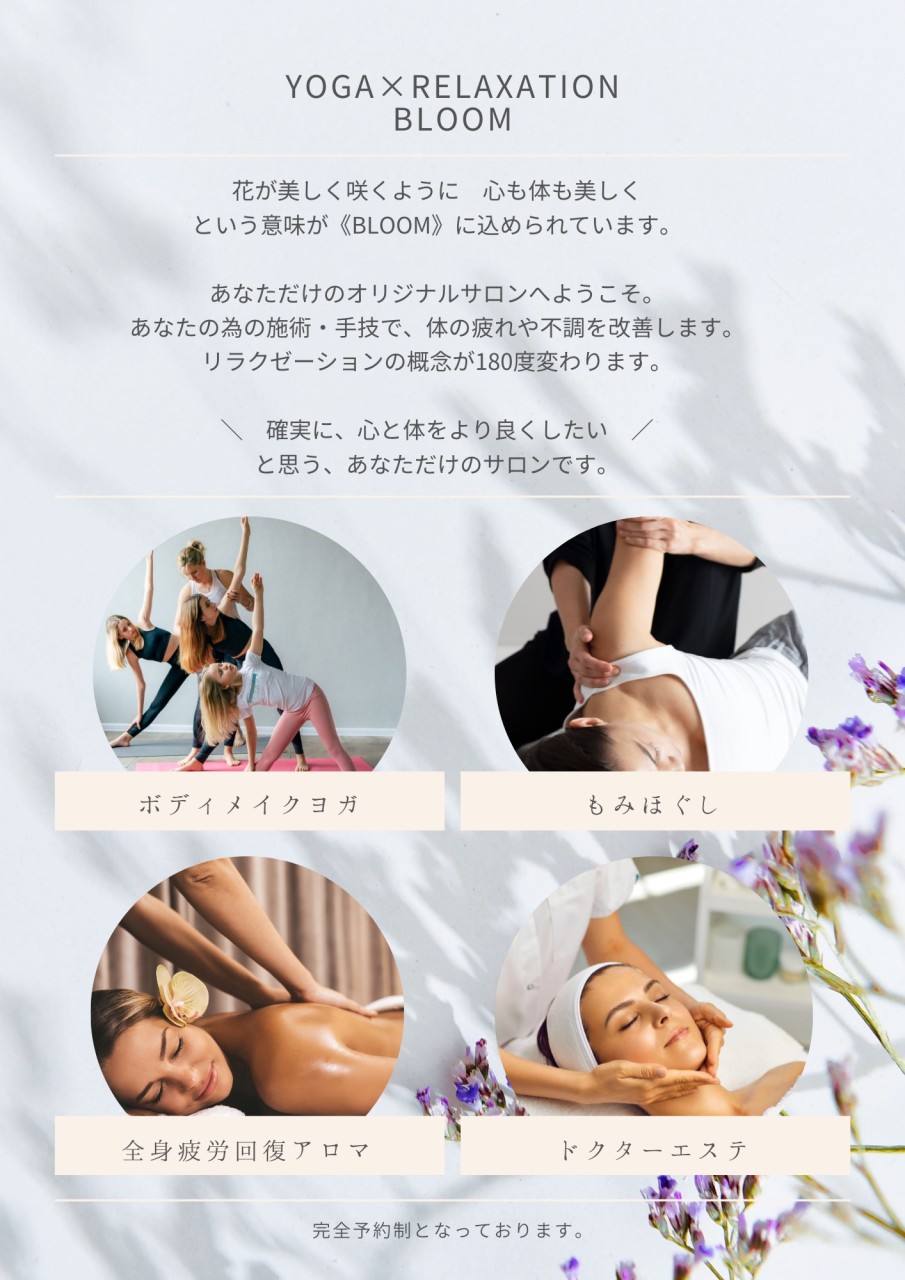 YOGA×RELAXATION
BLOOM
花が美しく咲くように　心も体も美しく
という意味が《BLOOM》に込められています。
あなただけのオリジナルサロンへようこそ。
あなたの為の施術・手技で、体の疲れや不調を改善します。
リラクゼーションの概念が180度変わります。
＼　確実に、心と体をより良くしたい　／
と思う、あなただけのサロンです。
ボディメイクヨガ
もみほぐし
全身疲労回復アロマ
ドクターエステ
完全予約制となっております。